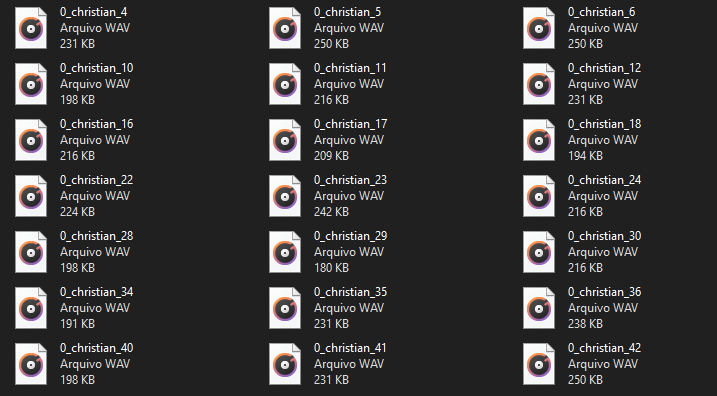 0_christian_4
Arquivo WAV
231 KB
0_christian_5
Arquivo WAV
250 KB
0_christian_6
Arquivo WAV
250 KB
0_christian_10
Arquivo WAV
198 KB
0_christian_11
Arquivo WAV
216 KB
0_christian_12
Arquivo WAV
231 KB
0_christian_16
Arquivo WAV
216 KB
0_christian_17
Arquivo WAV
209 KB
0_christian_18
Arquivo WAV
194 KB
0_christian_22
Arquivo WAV
224 KB
0_christian_23
Arquivo WAV
242 KB
0_christian_24
Arquivo WAV
216 KB
0_christian_28
Arquivo WAV
198 KB
0_christian_29
Arquivo WAV
180 KB
0_christian_30
Arquivo WAV
216 KB
0_christian_34
Arquivo WAV
191 KB
0_christian_35
Arquivo WAV
231 KB
0_christian_36
Arquivo WAV
238 KB
0_christian_40
Arquivo WAV
198 KB
0_christian_41
Arquivo WAV
231 KB
0_christian_42
Arquivo WAV
250 KB